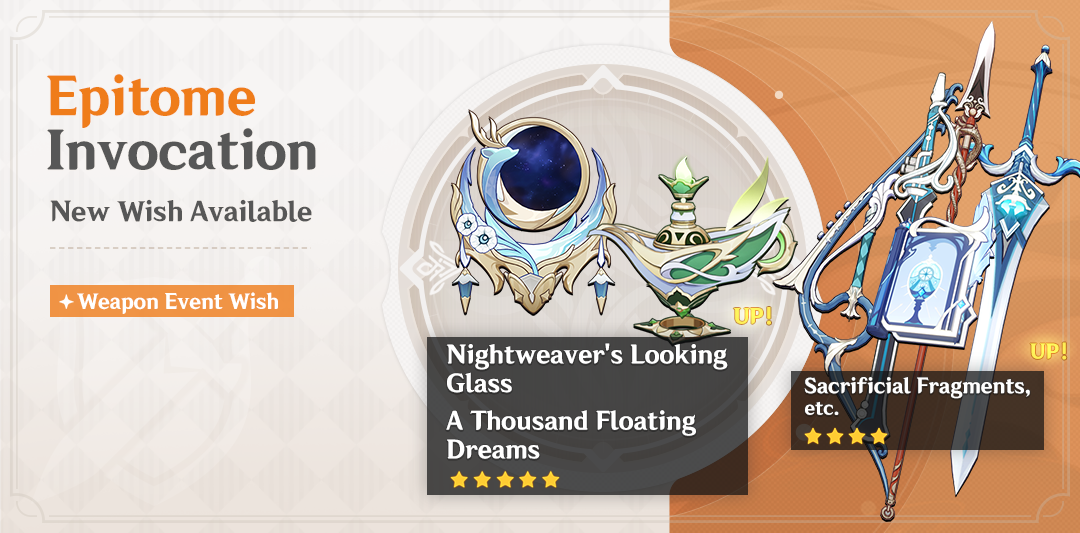 Epitome
Invocation
New Wish Available
Weapon Event Wish
UP!
Nightweaver's Looking
Glass
A Thousand Floating
Dreams
UP!
Sacrificial Fragments,
etc.